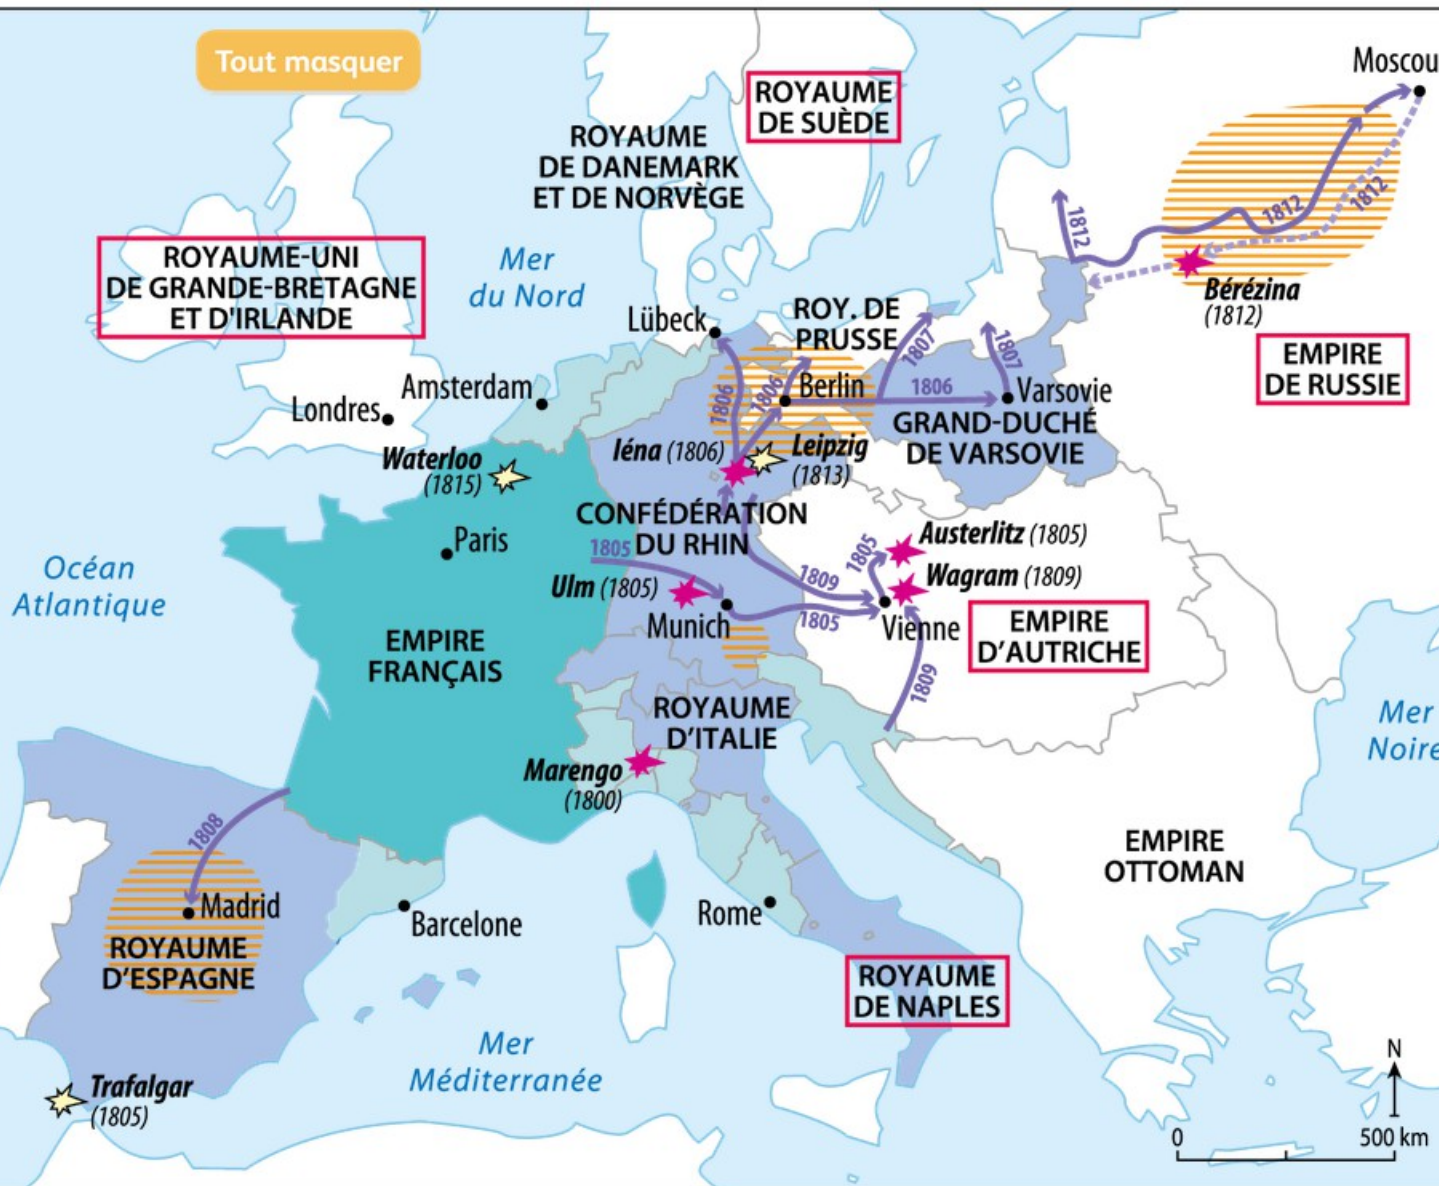 Tout masquer
Moscou
ROYAUME
DE SUÈDE
ROYAUME
DE DANEMARK
ET DE NORVÈGE
1812
1812
1812
ROYAUME-UNI
DE GRANDE-BRETAGNE
ET D'IRLANDE
Mer
du Nord
Bérézina
(1812)
Lübeck
ROY. DE
PRUSSE
1807
1807
EMPIRE
DE RUSSIE
Amsterdam
1806
1806
Berlin
1806
Varsovie
Londres
GRAND-DUCHÉ
DE VARSOVIE
Waterloo
(1815)
Iéna (1806)
Leipzig
(1813)
CONFÉDÉRATION
DU RHIN
Paris
1805
Austerlitz (1805)
1805
Océan
Atlantique
Ulm (1805)
1809
Wagram (1809)
Munich
1805
Vienne
EMPIRE
D’AUTRICHE
EMPIRE
FRANÇAIS
1809
ROYAUME
D’ITALIE
Mer
Noire
Marengo
(1800)
1808
EMPIRE
OTTOMAN
Madrid
Barcelone
Rome
ROYAUME
D’ESPAGNE
ROYAUME
DE NAPLES
Mer
Méditerranée
Trafalgar
(1805)
N
0
500 km